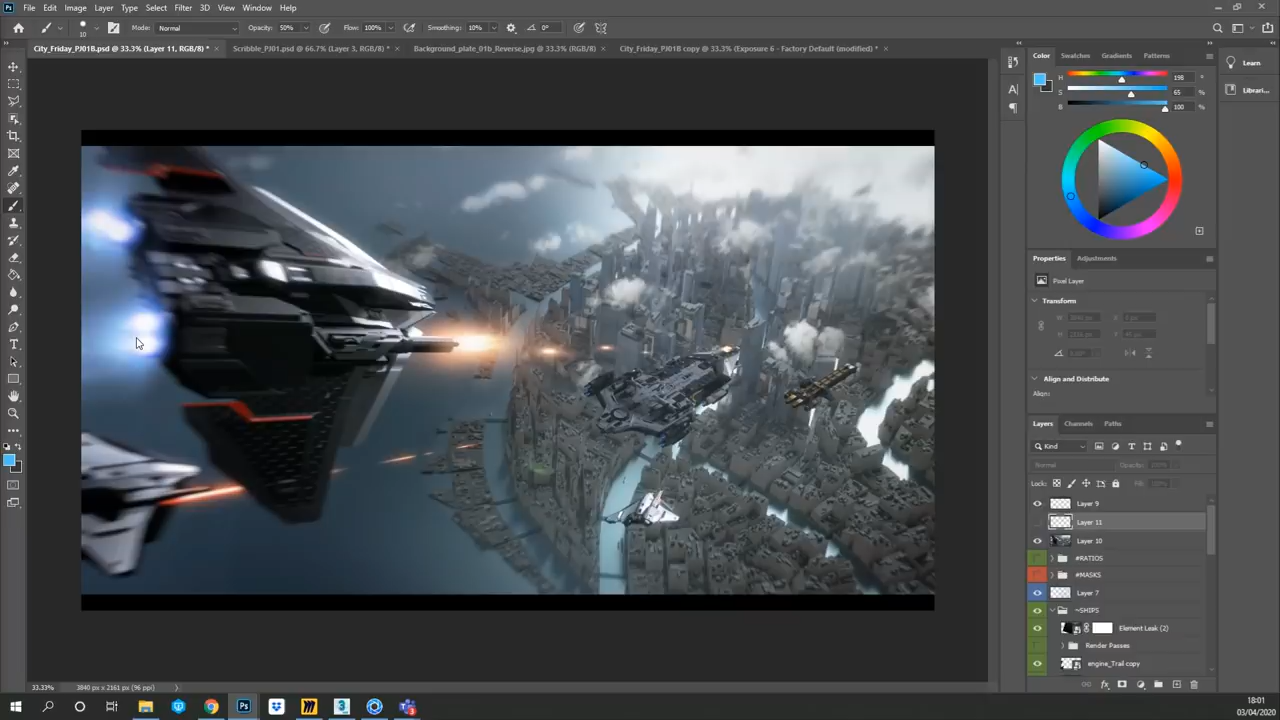 File Edit Image Layer Type Select Filter 3D View Window Help
10 Mode: Normal Opacity: 50% Flow: 100% Smoothing: 10% 0°
City_Friday_PJ01B.psd @ 33.3% (Layer 11, RGB/8) * × Scribble_PJ01.psd @ 66.7% (Layer 3, RGB/8) * × Background_plate_01b_Reverse.jpg @ 33.3% (RGB/8) × City_Friday_PJ01B copy @ 33.3% (Exposure 6 - Factory Default (modified) * ×
Color Swatches Gradients Patterns
Learn
Librari...
H 198 °
S 65 %
B 100 %
Properties Adjustments
Pixel Layer
Transform
Align and Distribute
Align:
Layers Channels Paths
Kind
Normal Opacity: 100%
Lock: Fill: 100%
Layer 9
Layer 11
Layer 10
#RATIOS
#MASKS
Layer 7
~SHIPS
Element Leak (2)
Render Passes
engine_Trail copy
33.33% 3840 px x 2161 px (96 ppi)
18:01
03/04/2020